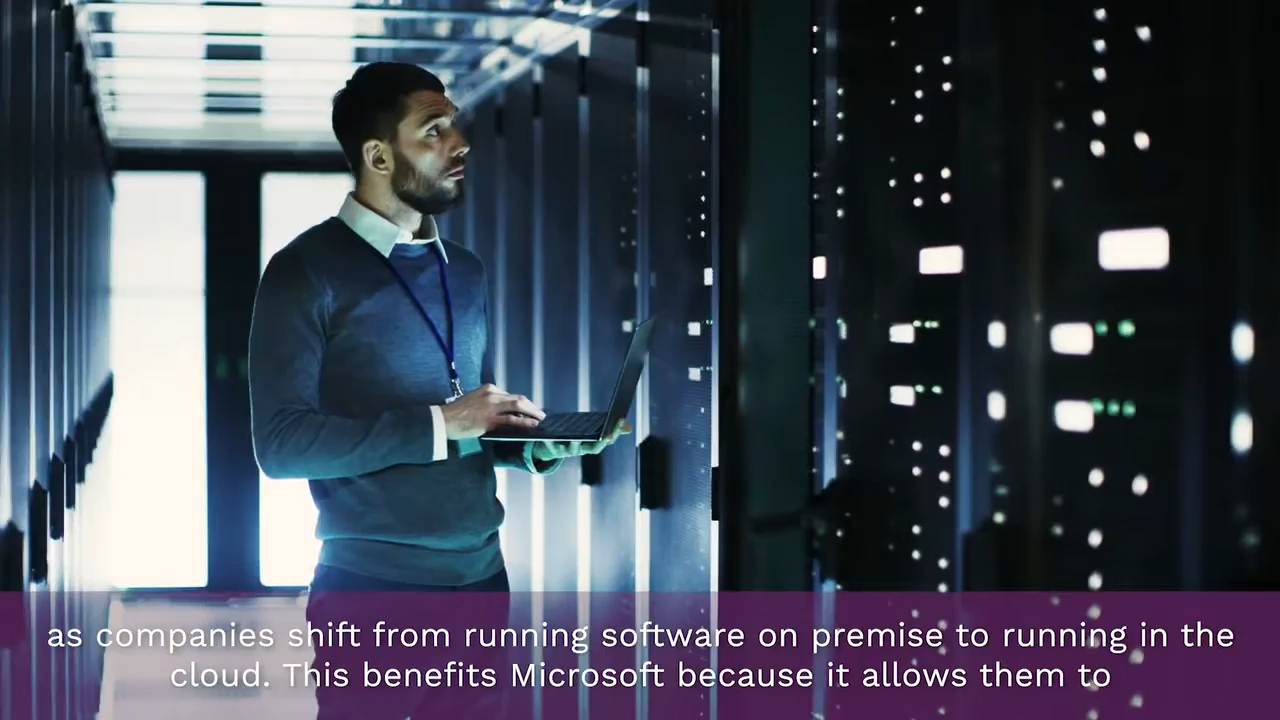 as companies shift from running software on premise to running in the
cloud. This benefits Microsoft because it allows them to